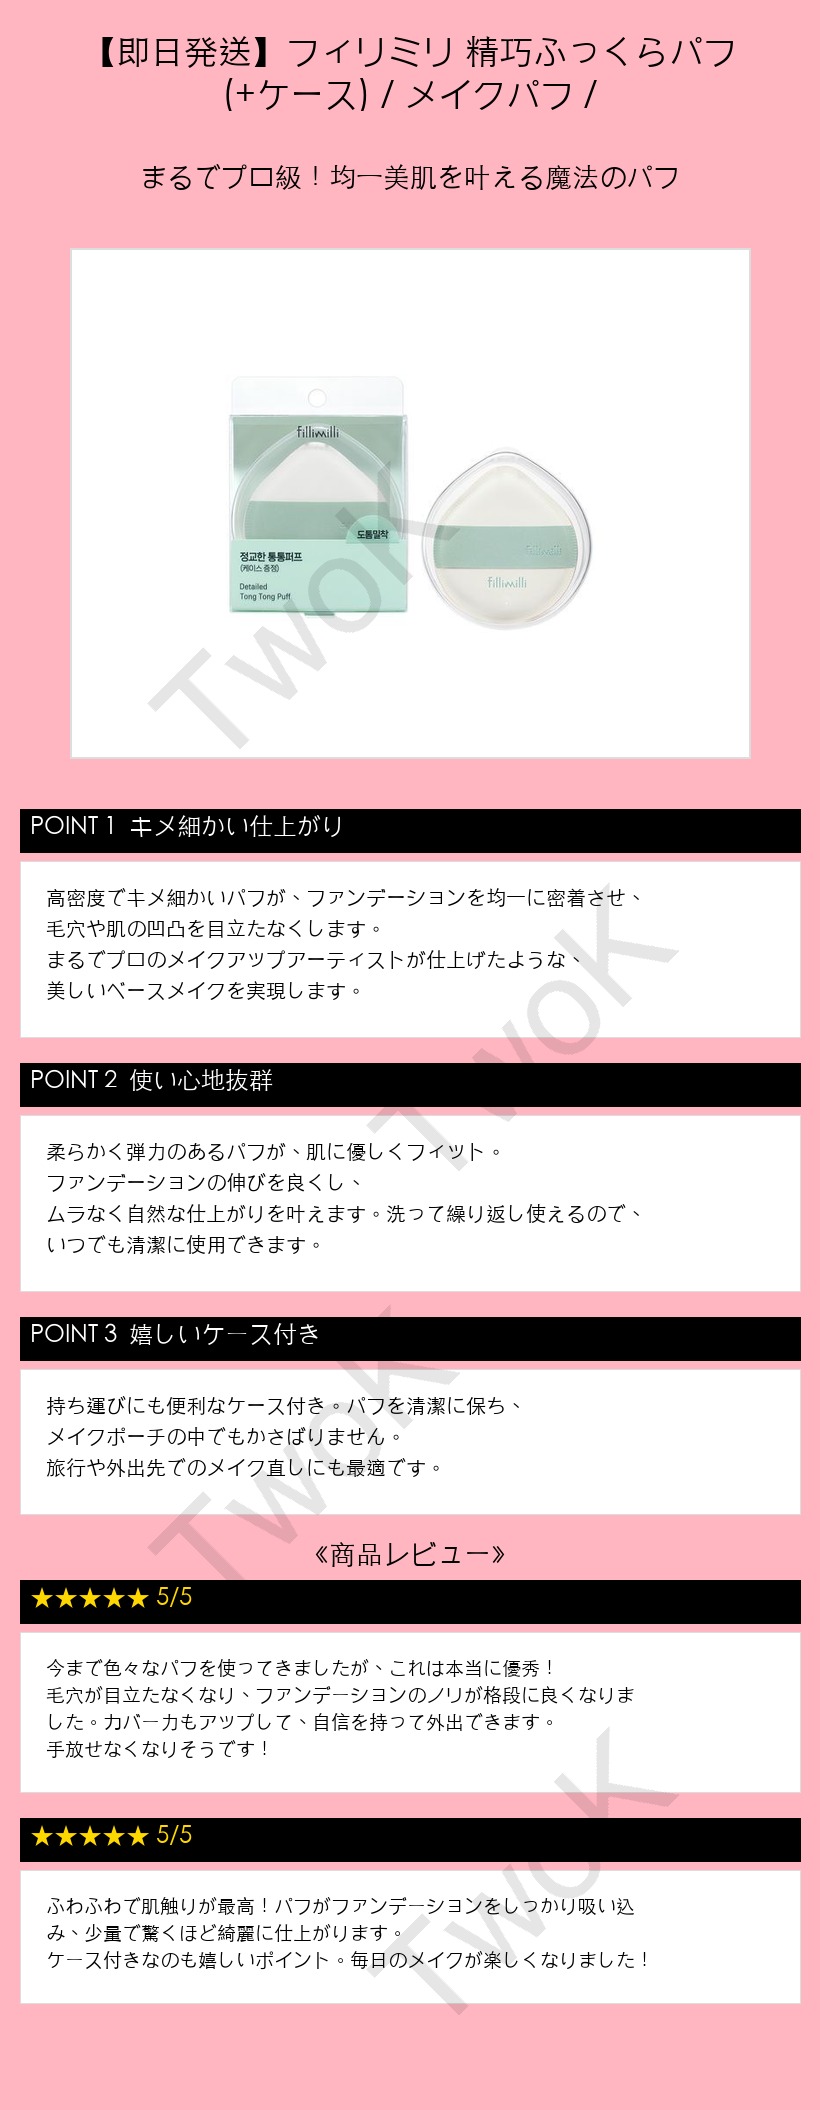 【即日発送】フィリミリ 精巧ふっくらパフ
(+ケース) / メイクパフ /
まるでプロ級！均一美肌を叶える魔法のパフ
fillimilli
도톰밀착
정교한 통통퍼프
(케이스 증정)
Detailed
Tong Tong Puff
fillimilli
fillimilli
TwoK
POINT 1 キメ細かい仕上がり
高密度でキメ細かいパフが、ファンデーションを均一に密着させ、
毛穴や肌の凹凸を目立たなくします。
まるでプロのメイクアップアーティストが仕上げたような、
美しいベースメイクを実現します。
TwoK
POINT 2 使い心地抜群
柔らかく弾力のあるパフが、肌に優しくフィット。
ファンデーションの伸びを良くし、
ムラなく自然な仕上がりを叶えます。洗って繰り返し使えるので、
いつでも清潔に使用できます。
POINT 3 嬉しいケース付き
持ち運びにも便利なケース付き。パフを清潔に保ち、
メイクポーチの中でもかさばりません。
旅行や外出先でのメイク直しにも最適です。
TwoK
《商品レビュー》
★★★★★ 5/5
今まで色々なパフを使ってきましたが、これは本当に優秀！
毛穴が目立たなくなり、ファンデーションのノリが格段に良くなりま
した。カバー力もアップして、自信を持って外出できます。
手放せなくなりそうです！
★★★★★ 5/5
ふわふわで肌触りが最高！パフがファンデーションをしっかり吸い込
み、少量で驚くほど綺麗に仕上がります。
ケース付きなのも嬉しいポイント。毎日のメイクが楽しくなりました！
TwoK